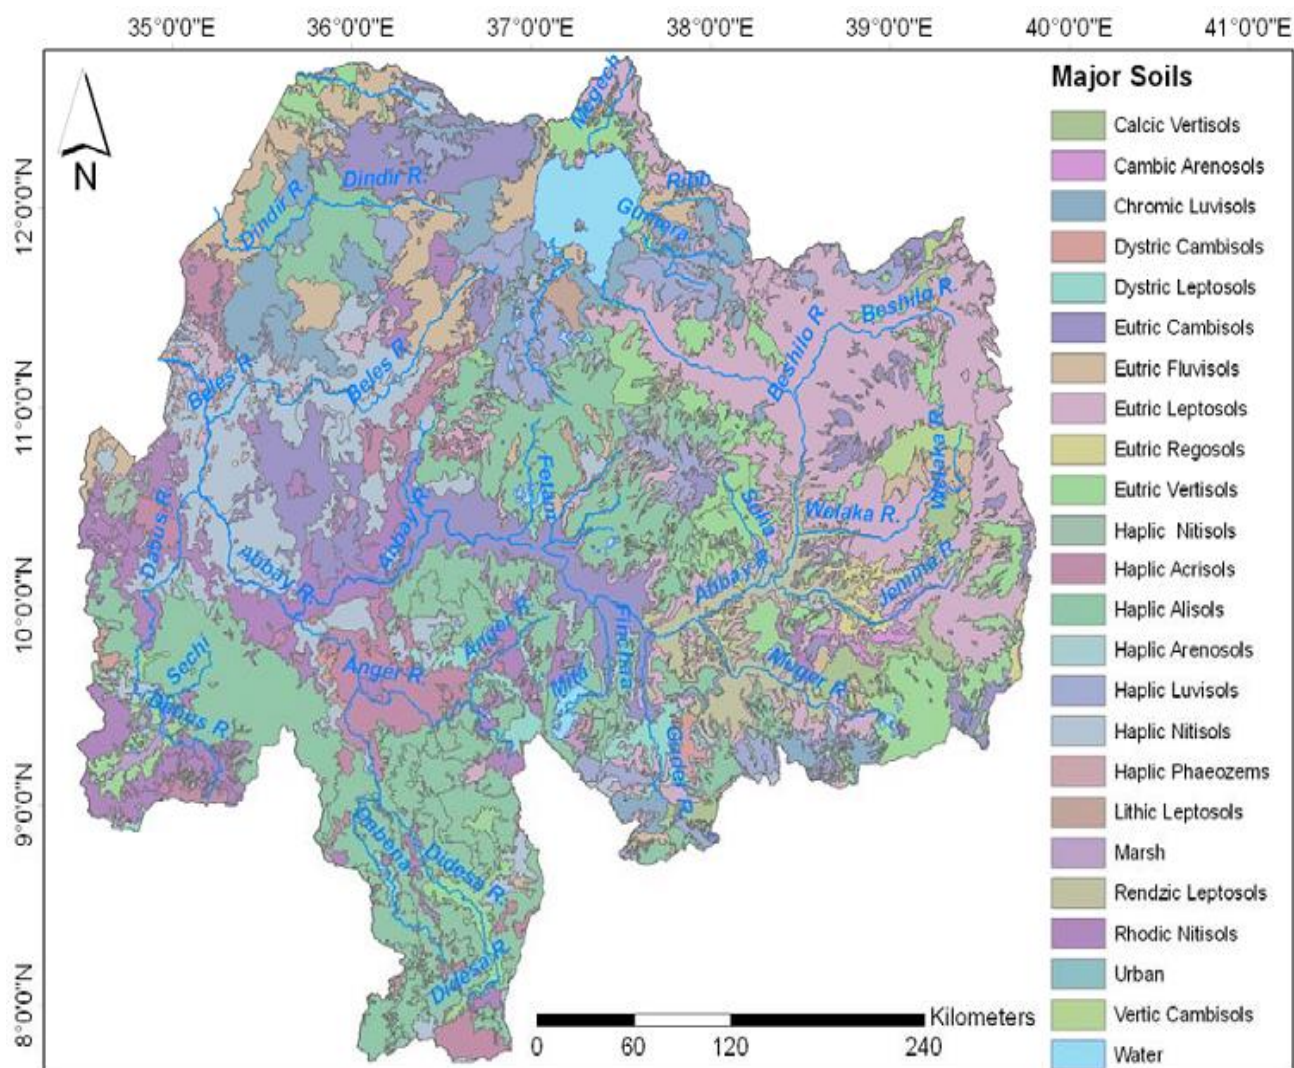 35°0'0"E 36°0'0"E 37°0'0"E 38°0'0"E 39°0'0"E 40°0'0"E 41°0'0"E
12°0'0"N
11°0'0"N
10°0'0"N
9°0'0"N
8°0'0"N
N
Megech
Ribb
Gumera
Dindir R.
Dindir R.
Beshilo R.
Beshilo R.
Beles R.
Beles R.
Welaka R.
Welaka R.
Fetam
Suha
Dabus R.
Abbay R.
Abbay R.
Abbay R.
Jemma R.
Anger R.
Anger R.
Finchaa
Sechi
Dabus R.
Muger R.
Guder R.
Dabena
Didesa R.
Didesa R.
Major Soils
Calcic Vertisols
Cambic Arenosols
Chromic Luvisols
Dystric Cambisols
Dystric Leptosols
Eutric Cambisols
Eutric Fluvisols
Eutric Leptosols
Eutric Regosols
Eutric Vertisols
Haplic Nitisols
Haplic Acrisols
Haplic Alisols
Haplic Arenosols
Haplic Luvisols
Haplic Nitisols
Haplic Phaeozems
Lithic Leptosols
Marsh
Rendzic Leptosols
Rhodic Nitisols
Urban
Vertic Cambisols
Water
Kilometers
0 60 120 240